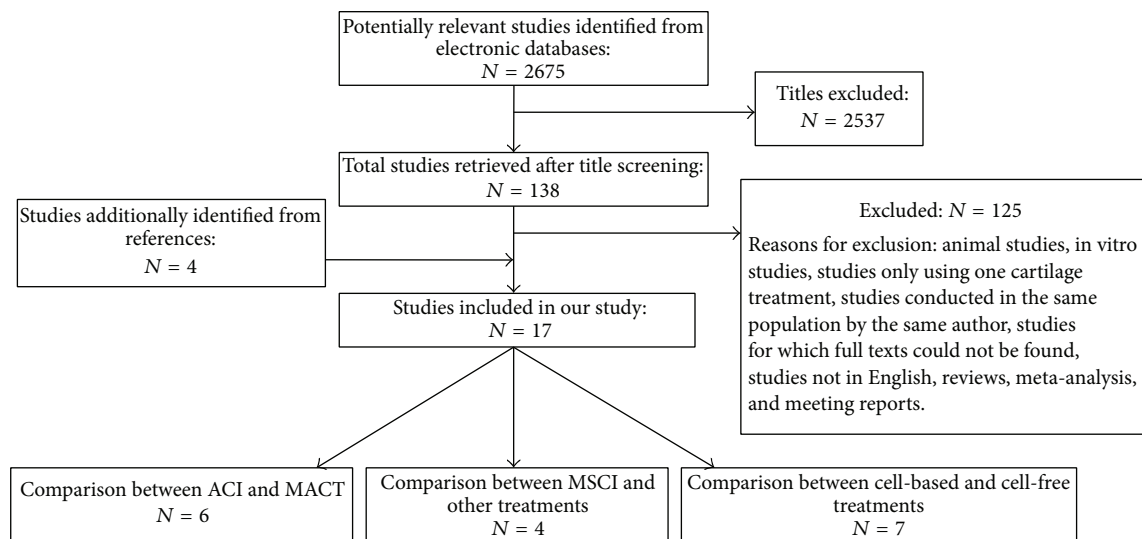 Potentially relevant studies identified from
electronic databases:
N = 2675
Titles excluded:
N = 2537
Total studies retrieved after title screening:
N = 138
Studies additionally identified from
references:
N = 4
Excluded: N = 125
Reasons for exclusion: animal studies, in vitro
studies, studies only using one cartilage
treatment, studies conducted in the same
population by the same author, studies
for which full texts could not be found,
studies not in English, reviews, meta-analysis,
and meeting reports.
Studies included in our study:
N = 17
Comparison between ACI and MACT
N = 6
Comparison between MSCI and
other treatments
N = 4
Comparison between cell-based and cell-free
treatments
N = 7